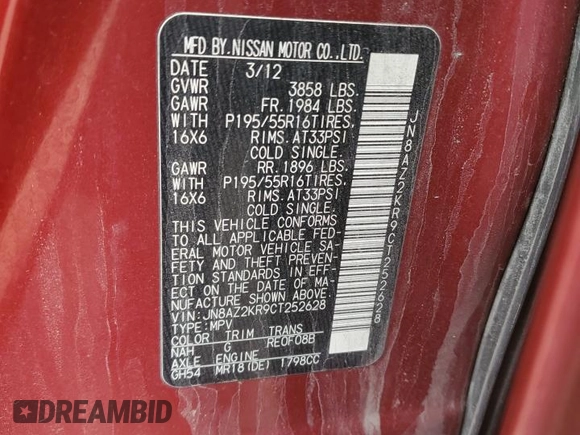 MFD BY NISSAN MOTOR CO.,LTD.
DATE 3/12
GVWR 3858 LBS.
GAWR FR. 1984 LBS.
WITH P195/55R16TIRES.
16X6 RIMS. AT33PSI
COLD SINGLE.
GAWR RR. 1896 LBS.
WITH P195/55R16TIRES.
16X6 RIMS. AT33PSI
COLD SINGLE.
THIS VEHICLE CONFORMS
TO ALL APPLICABLE FED-
ERAL MOTOR VEHICLE SA-
FETY AND THEFT PREVEN-
TION STANDARDS IN EFF-
ECT ON THE DATE OF MA-
NUFACTURE SHOWN ABOVE.
VIN:JN8AZ2KR9CT252628
TYPE:MPV
COLOR TRIM TRANS
NAH G RE0F08B
AXLE ENGINE
GH54 MR18(DE) 1798CC
JN8AZ2KR9CT252628
DREAMBID
DREAMBID